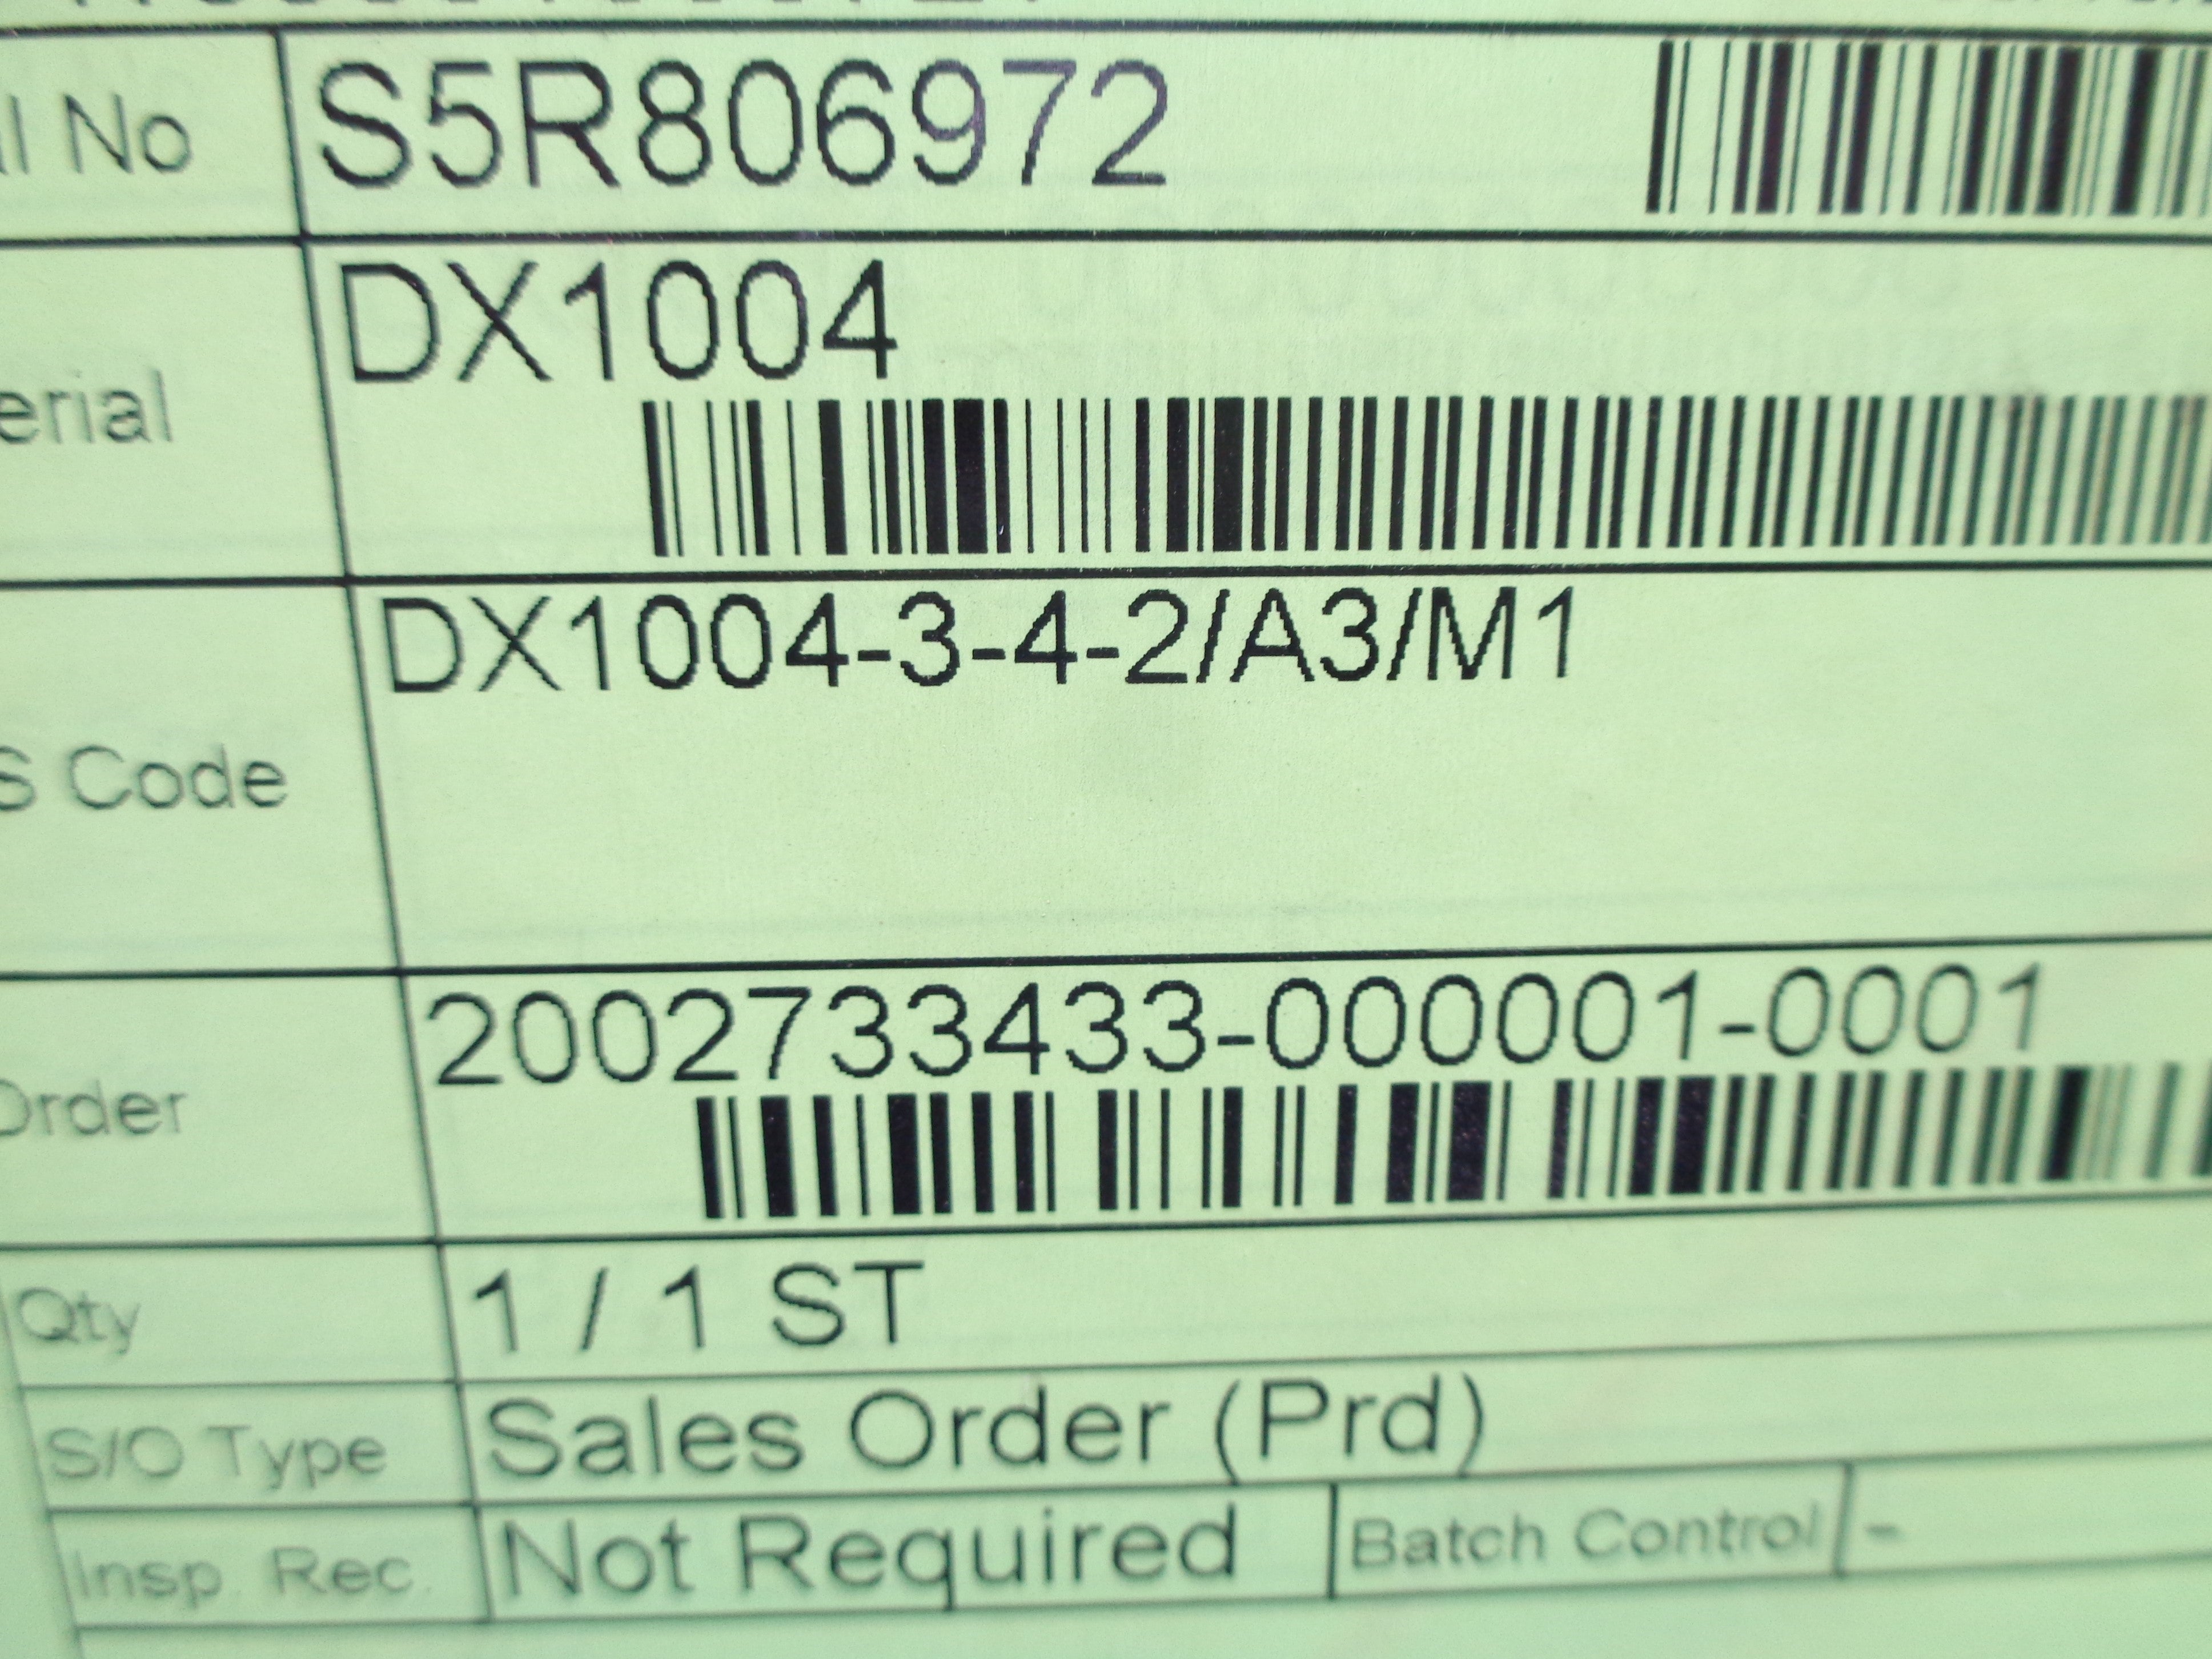 l No S5R806972
erial DX1004
S Code DX1004-3-4-2/A3/M1
Order 2002733433-000001-0001
Qty 1 / 1 ST
S/O Type Sales Order (Prd)
Insp. Rec. Not Required Batch Control -